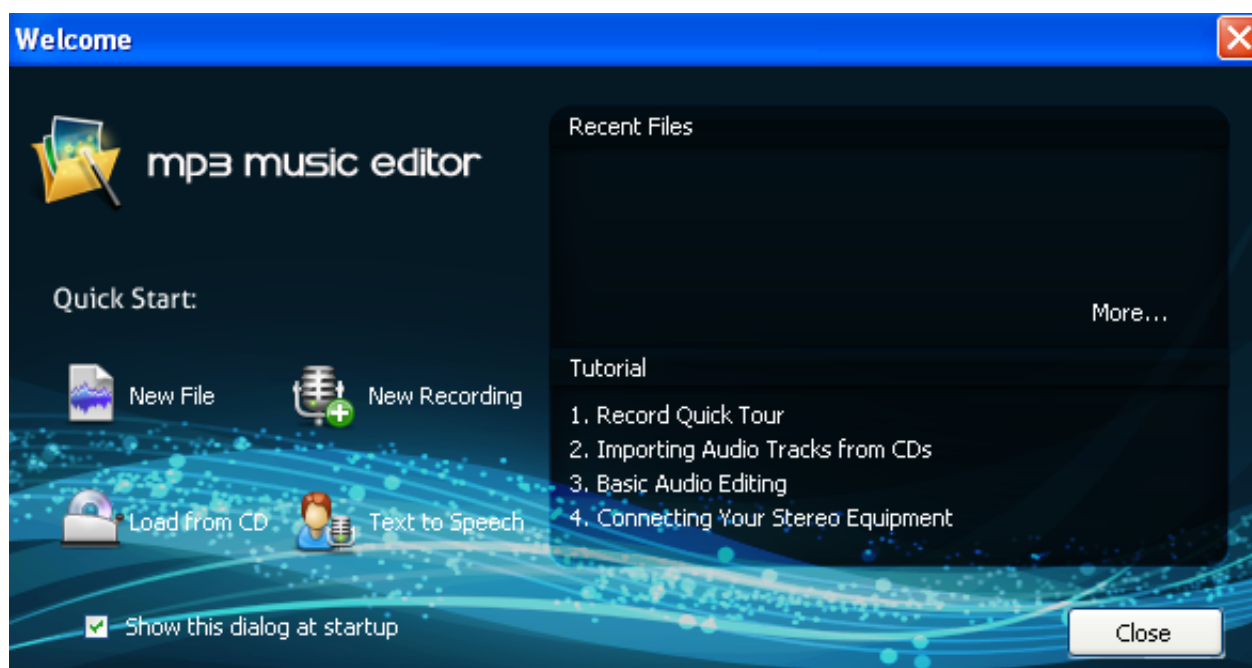 Welcome
mp3 music editor
Quick Start:
New File
New Recording
Load from CD
Text to Speech
Show this dialog at startup
Recent Files
More...
Tutorial
1. Record Quick Tour
2. Importing Audio Tracks from CDs
3. Basic Audio Editing
4. Connecting Your Stereo Equipment
Close